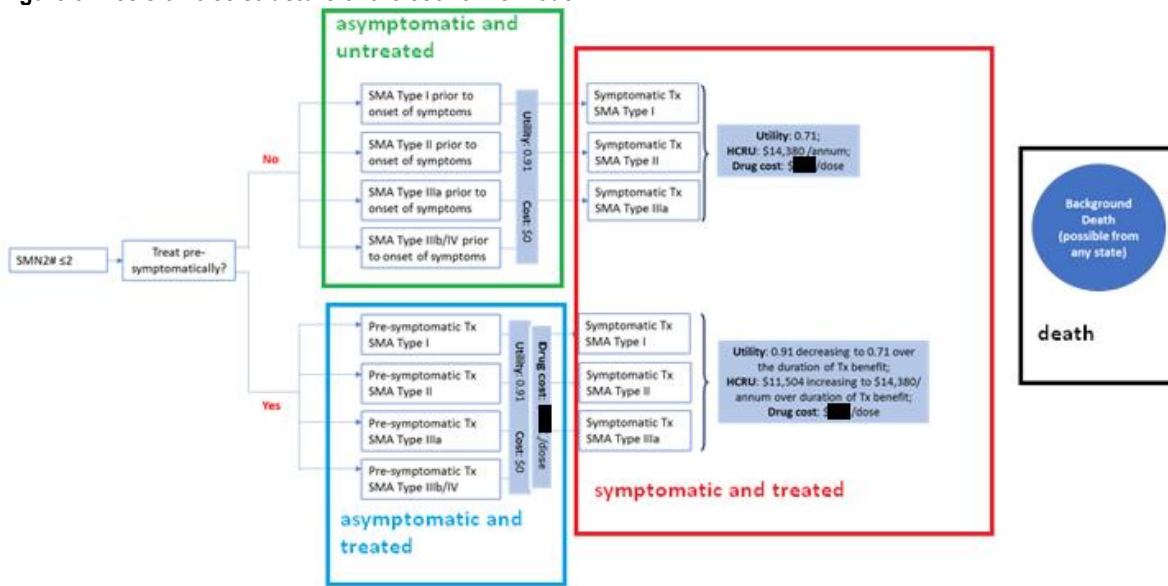 asymptomatic and
untreated
SMA Type I prior to
onset of symptoms
SMA Type II prior to
onset of symptoms
SMA Type IIIa prior to
onset of symptoms
SMA Type IIIb/IV prior
to onset of symptoms
Utility: 0.91
Cost: $0
Symptomatic Tx
SMA Type I
Symptomatic Tx
SMA Type II
Symptomatic Tx
SMA Type IIIa
Utility: 0.71;
HCRU: $14,380 /annum;
Drug cost: $ /dose
No
SMN2# ≤2
Treat pre-
symptomatically?
Yes
Pre-symptomatic Tx
SMA Type I
Pre-symptomatic Tx
SMA Type II
Pre-symptomatic Tx
SMA Type IIIa
Pre-symptomatic Tx
SMA Type IIIb/IV
Utility: 0.91
Cost: $0
Drug cost: /dose
asymptomatic and
treated
Symptomatic Tx
SMA Type I
Symptomatic Tx
SMA Type II
Symptomatic Tx
SMA Type IIIa
Utility: 0.91 decreasing to 0.71 over
the duration of Tx benefit;
HCRU: $11,504 increasing to $14,380/
annum over duration of Tx benefit;
Drug cost: $ /dose
symptomatic and treated
Background
Death
(possible from
any state)
death